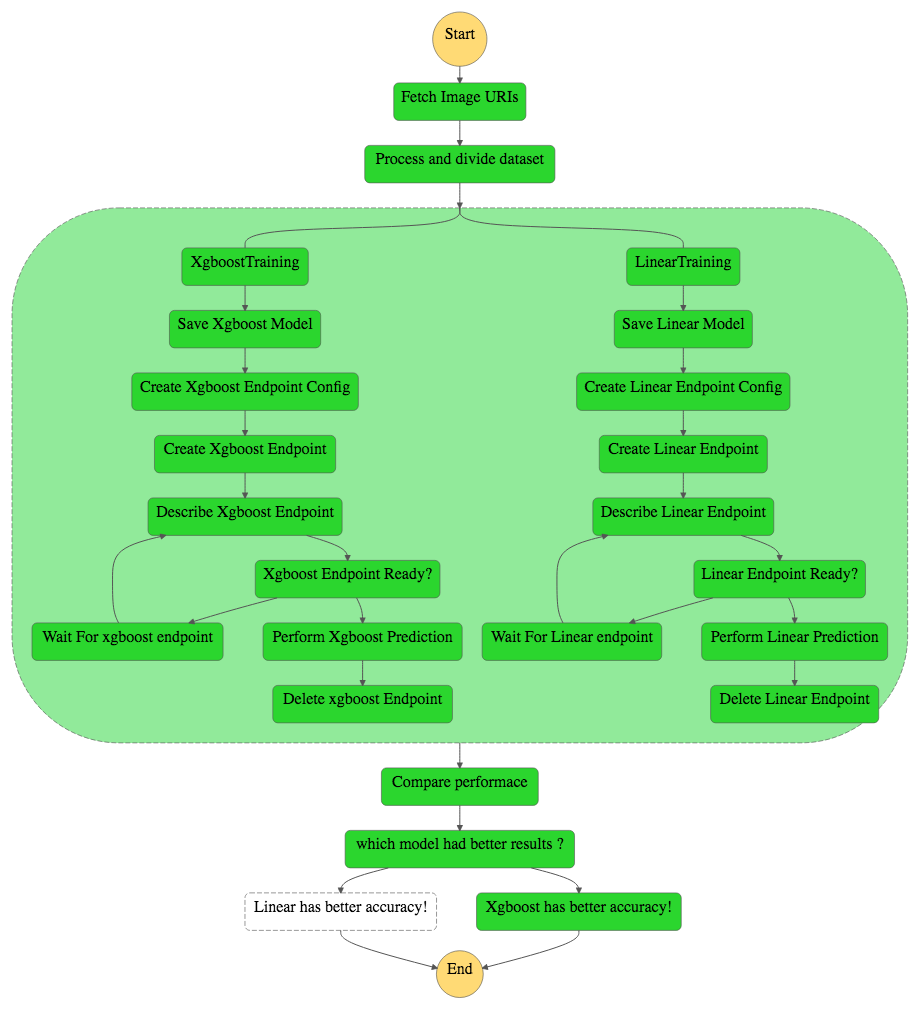 Start
Fetch Image URIs
Process and divide dataset
XgboostTraining
LinearTraining
Save Xgboost Model
Save Linear Model
Create Xgboost Endpoint Config
Create Linear Endpoint Config
Create Xgboost Endpoint
Create Linear Endpoint
Describe Xgboost Endpoint
Describe Linear Endpoint
Xgboost Endpoint Ready?
Linear Endpoint Ready?
Wait For xgboost endpoint
Perform Xgboost Prediction
Wait For Linear endpoint
Perform Linear Prediction
Delete xgboost Endpoint
Delete Linear Endpoint
Compare performace
which model had better results ?
Linear has better accuracy!
Xgboost has better accuracy!
End